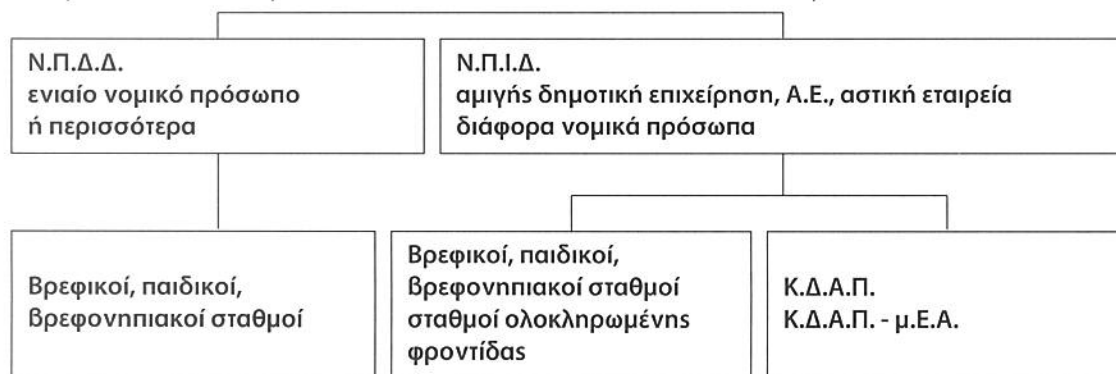 Ν.Π.Δ.Δ.
ενιαίο νομικό πρόσωπο
ή περισσότερα
Ν.Π.Ι.Δ.
αμιγής δημοτική επιχείρηση, Α.Ε., αστική εταιρεία
διάφορα νομικά πρόσωπα
Βρεφικοί, παιδικοί,
βρεφονηπιακοί σταθμοί
Βρεφικοί, παιδικοί,
βρεφονηπιακοί σταθμοί
σταθμοί ολοκληρωμένης
φροντίδας
Κ.Δ.Α.Π.
Κ.Δ.Α.Π. - μ.Ε.Α.